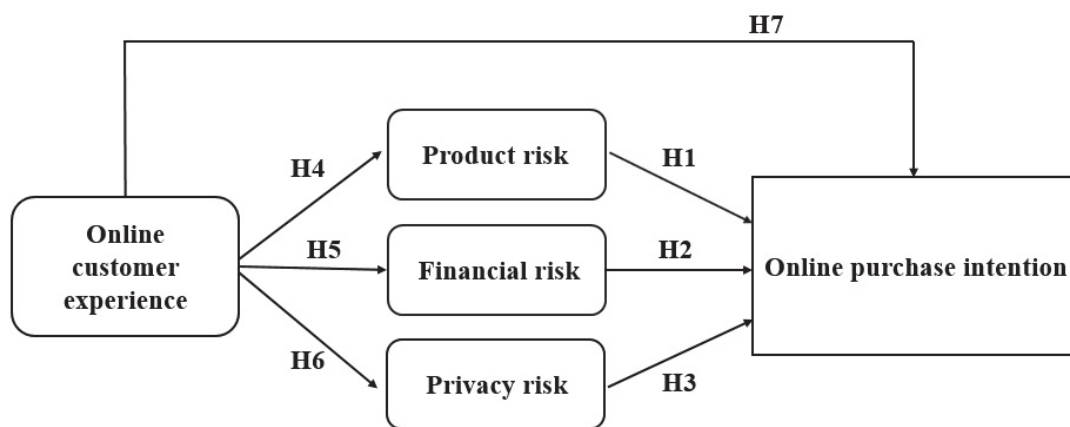 H7
Product risk
H4
H1
Online
customer
experience
H5
Financial risk
H2
Online purchase intention
H6
Privacy risk
H3